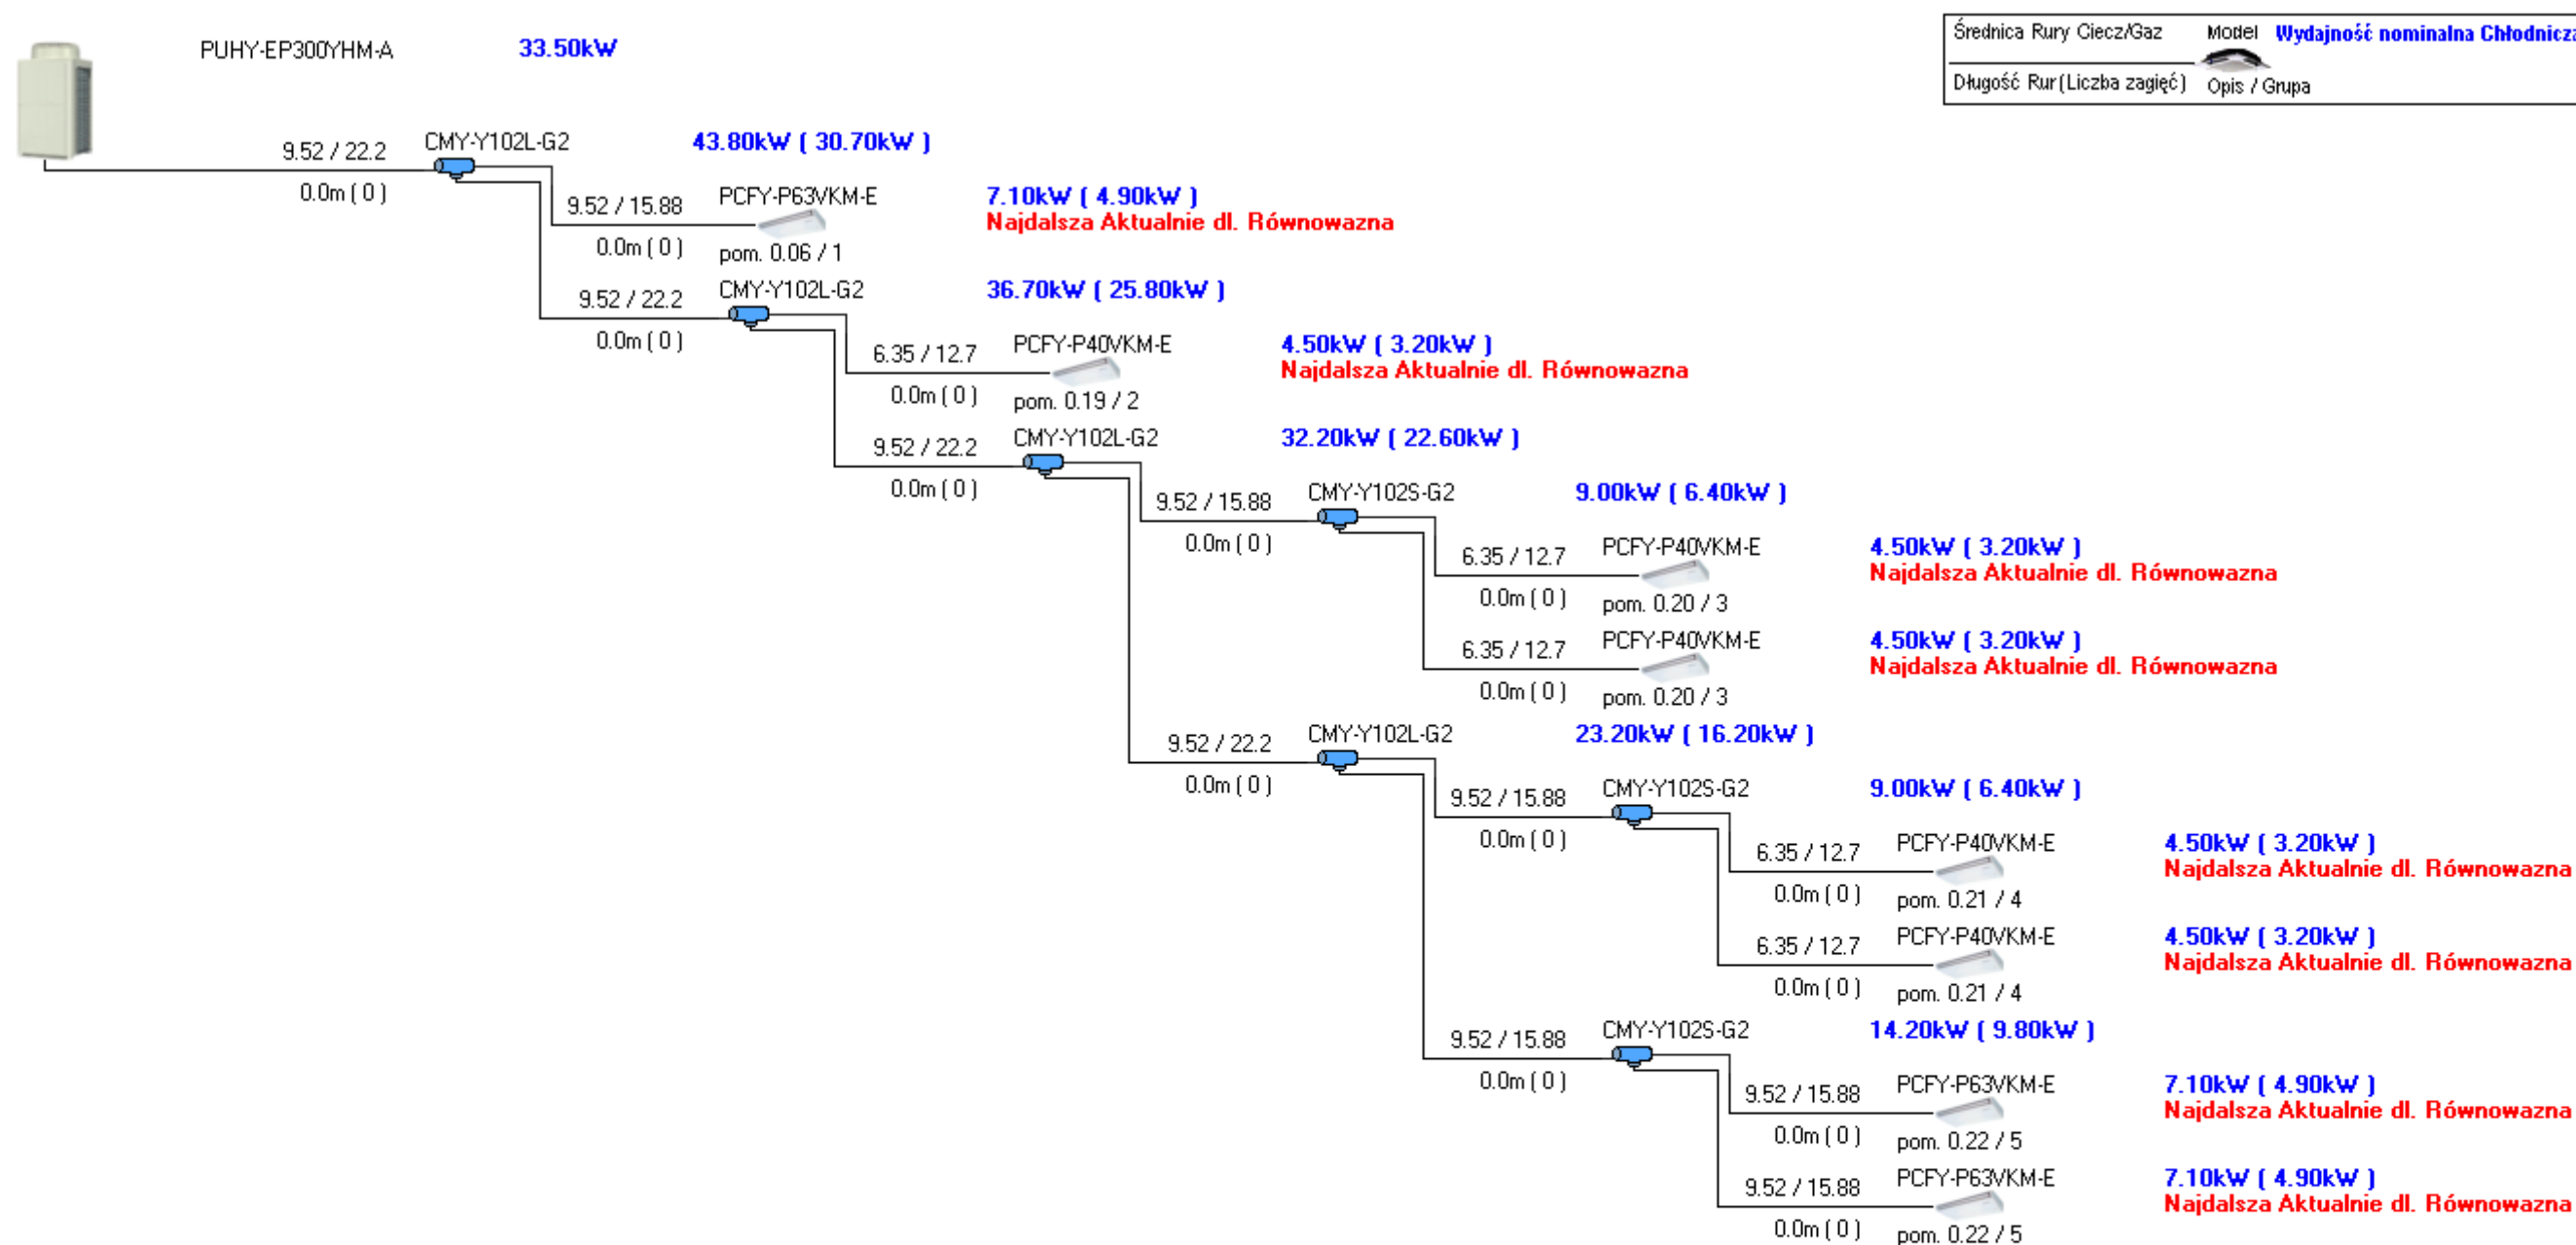 PUHY-EP300YHM-A 33.50kW
Średnica Rury Ciecz/Gaz Model Wydajność nominalna Chłodnicza
Długość Rur(Liczba zagięć) Opis / Grupa
9.52 / 22.2 CMY-Y102L-G2 43.80kW ( 30.70kW )
0.0m ( 0 )
9.52 / 15.88 PCFY-P63VKM-E 7.10kW ( 4.90kW )
Najdalsza Aktualnie dl. Równowazna
0.0m ( 0 ) pom. 0.06 / 1
9.52 / 22.2 CMY-Y102L-G2 36.70kW ( 25.80kW )
0.0m ( 0 )
6.35 / 12.7 PCFY-P40VKM-E 4.50kW ( 3.20kW )
Najdalsza Aktualnie dl. Równowazna
0.0m ( 0 ) pom. 0.19 / 2
9.52 / 22.2 CMY-Y102L-G2 32.20kW ( 22.60kW )
0.0m ( 0 )
9.52 / 15.88 CMY-Y102S-G2 9.00kW ( 6.40kW )
0.0m ( 0 )
6.35 / 12.7 PCFY-P40VKM-E 4.50kW ( 3.20kW )
Najdalsza Aktualnie dl. Równowazna
0.0m ( 0 ) pom. 0.20 / 3
6.35 / 12.7 PCFY-P40VKM-E 4.50kW ( 3.20kW )
Najdalsza Aktualnie dl. Równowazna
0.0m ( 0 ) pom. 0.20 / 3
9.52 / 22.2 CMY-Y102L-G2 23.20kW ( 16.20kW )
0.0m ( 0 )
9.52 / 15.88 CMY-Y102S-G2 9.00kW ( 6.40kW )
0.0m ( 0 )
6.35 / 12.7 PCFY-P40VKM-E 4.50kW ( 3.20kW )
Najdalsza Aktualnie dl. Równowazna
0.0m ( 0 ) pom. 0.21 / 4
6.35 / 12.7 PCFY-P40VKM-E 4.50kW ( 3.20kW )
Najdalsza Aktualnie dl. Równowazna
0.0m ( 0 ) pom. 0.21 / 4
9.52 / 15.88 CMY-Y102S-G2 14.20kW ( 9.80kW )
0.0m ( 0 )
9.52 / 15.88 PCFY-P63VKM-E 7.10kW ( 4.90kW )
Najdalsza Aktualnie dl. Równowazna
0.0m ( 0 ) pom. 0.22 / 5
9.52 / 15.88 PCFY-P63VKM-E 7.10kW ( 4.90kW )
Najdalsza Aktualnie dl. Równowazna
0.0m ( 0 ) pom. 0.22 / 5